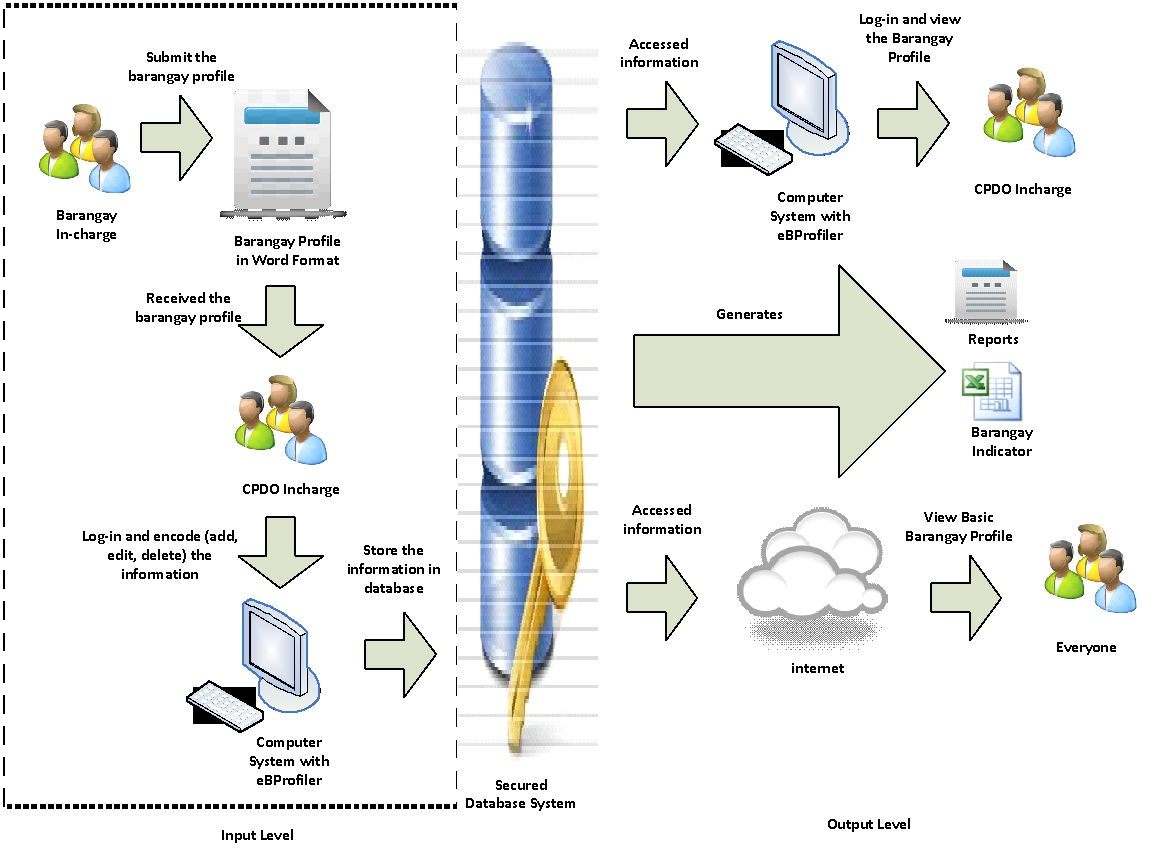 Submit the
barangay profile
Barangay
In-charge
Barangay Profile
in Word Format
Received the
barangay profile
CPDO Incharge
Log-in and encode (add,
edit, delete) the
information
Computer
System with
eBProfiler
Store the
information in
database
Input Level
Secured
Database System
Accessed
information
Computer
System with
eBProfiler
Log-in and view
the Barangay
Profile
CPDO Incharge
Generates
Reports
Barangay
Indicator
Accessed
information
internet
View Basic
Barangay Profile
Everyone
Output Level